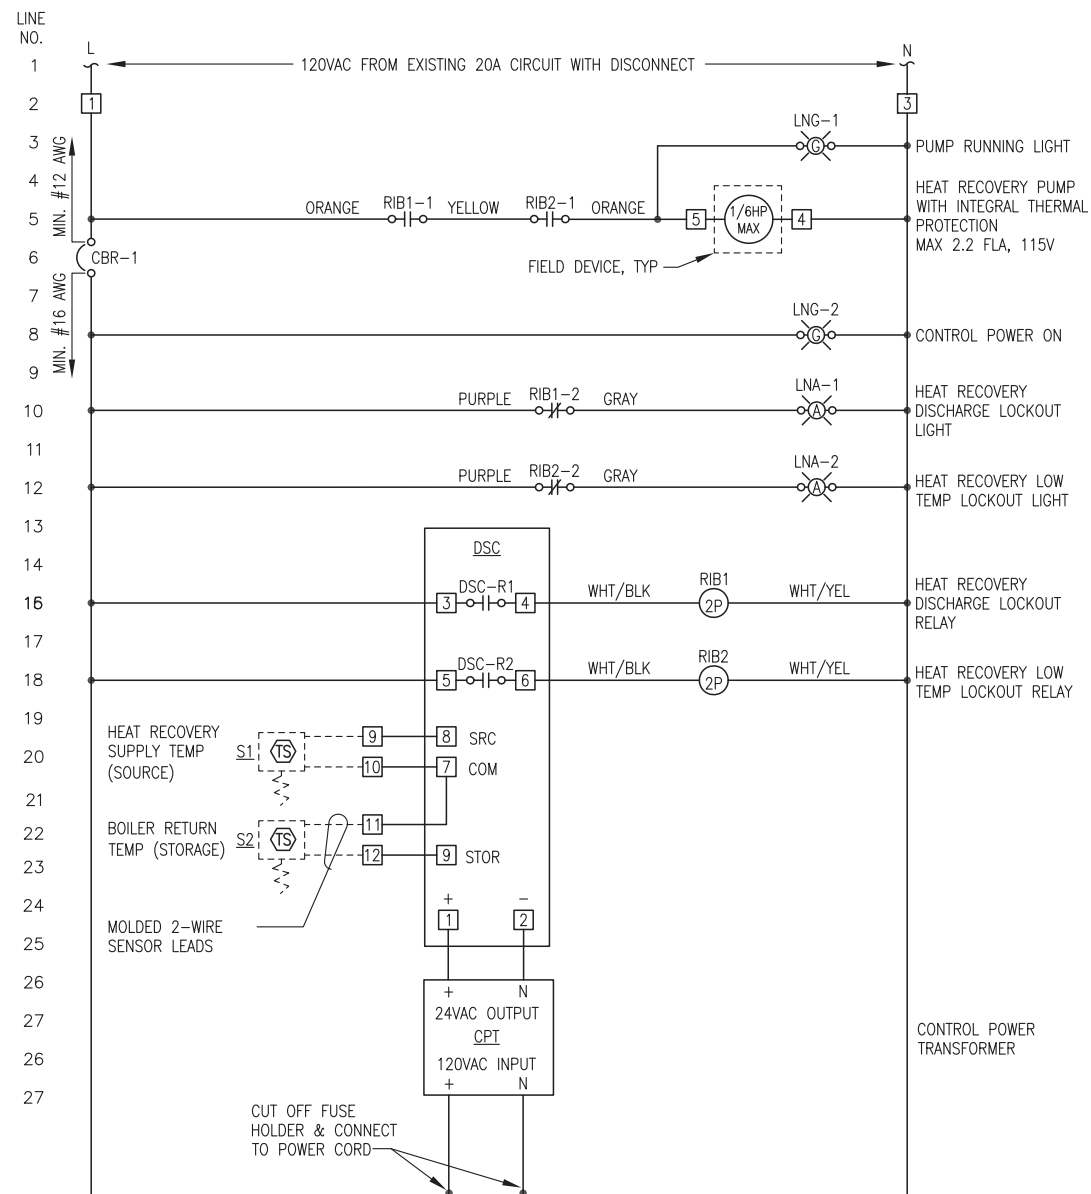 LINE
NO.
L
N
1
120VAC FROM EXISTING 20A CIRCUIT WITH DISCONNECT
2
1
3
LNG-1
3
G
PUMP RUNNING LIGHT
MIN. #12 AWG
4
HEAT RECOVERY PUMP
WITH INTEGRAL THERMAL
PROTECTION
MAX 2.2 FLA, 115V
5
ORANGE
RIB1-1
YELLOW
RIB2-1
ORANGE
5
1/6HP
MAX
4
6
CBR-1
FIELD DEVICE, TYP
7
MIN. #16 AWG
LNG-2
8
G
CONTROL POWER ON
9
10
PURPLE
RIB1-2
GRAY
LNA-1
A
HEAT RECOVERY
DISCHARGE LOCKOUT
LIGHT
11
12
PURPLE
RIB2-2
GRAY
LNA-2
A
HEAT RECOVERY LOW
TEMP LOCKOUT LIGHT
13
DSC
14
15
3
DSC-R1
4
WHT/BLK
RIB1
2P
WHT/YEL
HEAT RECOVERY
DISCHARGE LOCKOUT
RELAY
16
17
18
5
DSC-R2
6
WHT/BLK
RIB2
2P
WHT/YEL
HEAT RECOVERY LOW
TEMP LOCKOUT RELAY
19
HEAT RECOVERY
SUPPLY TEMP
(SOURCE)
S1
TS
9
8
SRC
20
10
7
COM
21
22
BOILER RETURN
TEMP (STORAGE)
S2
TS
11
12
9
STOR
23
24
+
-
1
2
MOLDED 2-WIRE
SENSOR LEADS
25
26
+
N
24VAC OUTPUT
27
CPT
CONTROL POWER
TRANSFORMER
26
120VAC INPUT
+
N
27
CUT OFF FUSE
HOLDER & CONNECT
TO POWER CORD